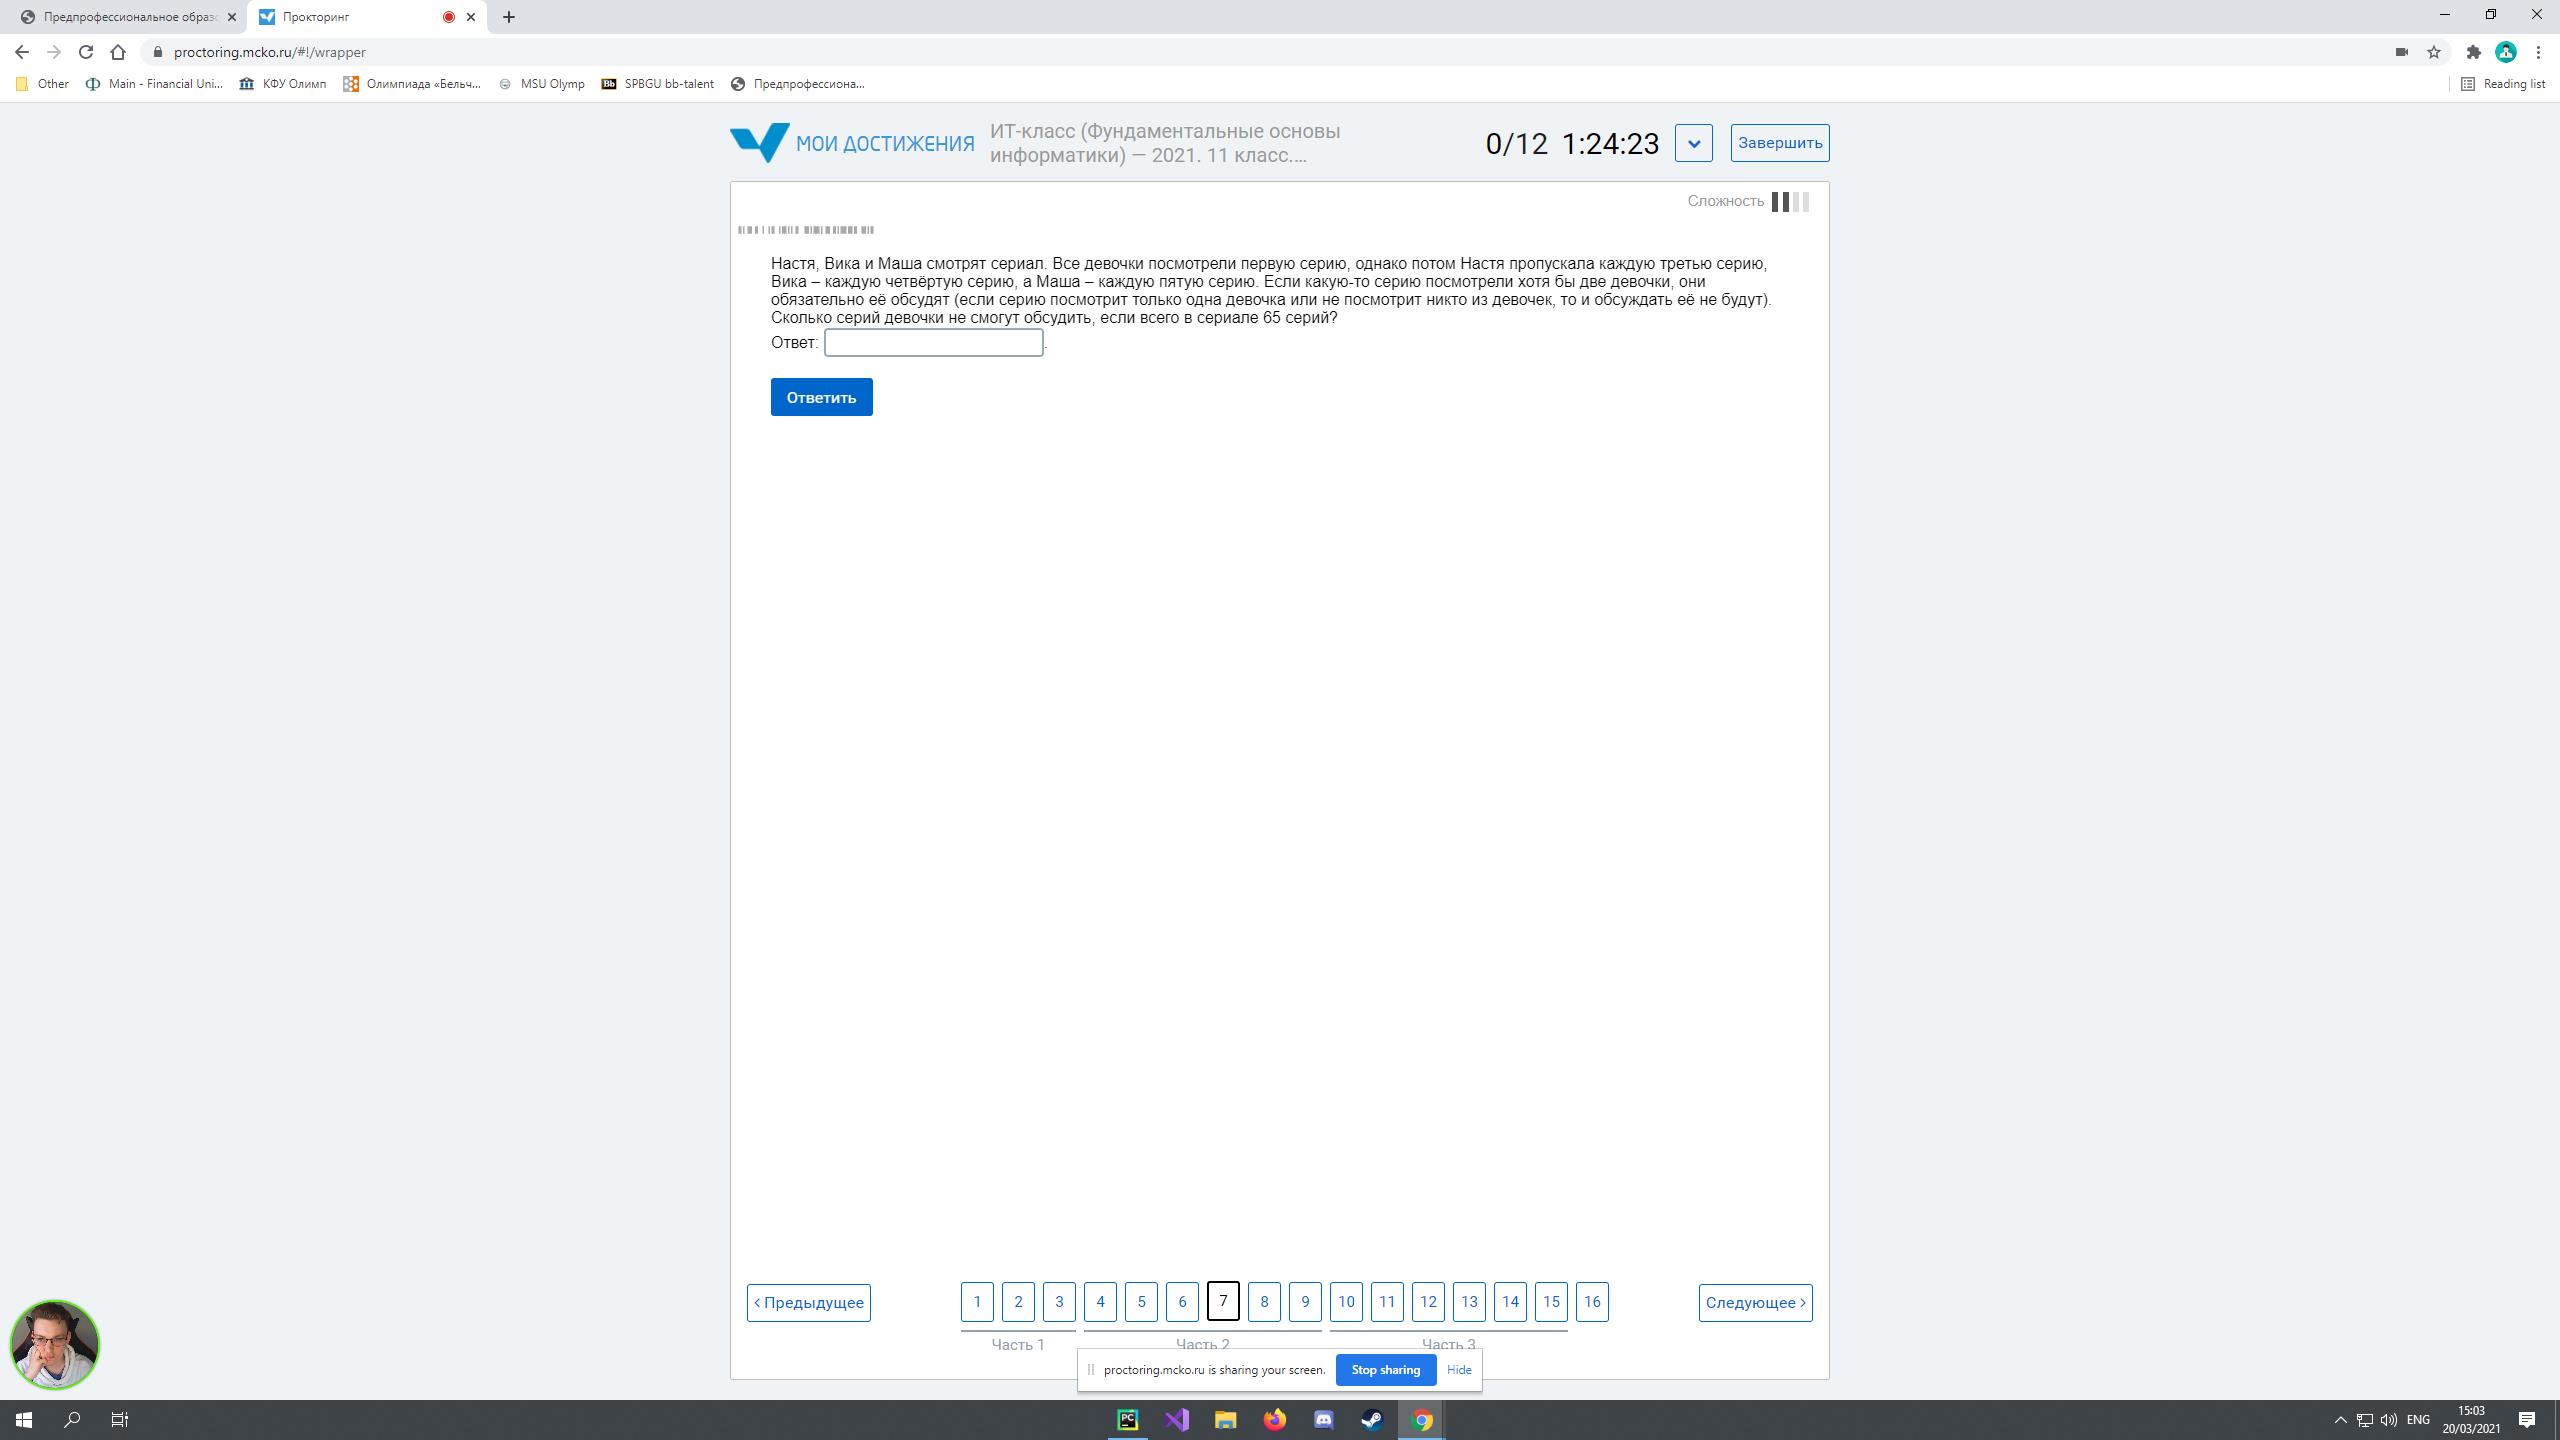 Предпрофессиональное образо
Прокторинг
proctoring.mcko.ru/#!/wrapper
Other
Main - Financial Uni...
КФУ Олимп
Олимпиада «Бельч...
MSU Olymp
Bb
SPBGU bb-talent
Предпрофессиона...
Reading list
МОИ ДОСТИЖЕНИЯ
ИТ-класс (Фундаментальные основы
информатики) — 2021. 11 класс....
0/12 1:24:23
Завершить
Сложность
Настя, Вика и Маша смотрят сериал. Все девочки посмотрели первую серию, однако потом Настя пропускала каждую третью серию,
Вика – каждую четвёртую серию, а Маша – каждую пятую серию. Если какую-то серию посмотрели хотя бы две девочки, они
обязательно её обсудят (если серию посмотрит только одна девочка или не посмотрит никто из девочек, то и обсуждать её не будут).
Сколько серий девочки не смогут обсудить, если всего в сериале 65 серий?
Ответ: .
Ответить
< Предыдущее
1 2 3 4 5 6 7 8 9 10 11 12 13 14 15 16
Следующее >
Часть 1
Часть 2
Часть 3
proctoring.mcko.ru is sharing your screen.
Stop sharing
Hide
PC
ENG
15:03
20/03/2021